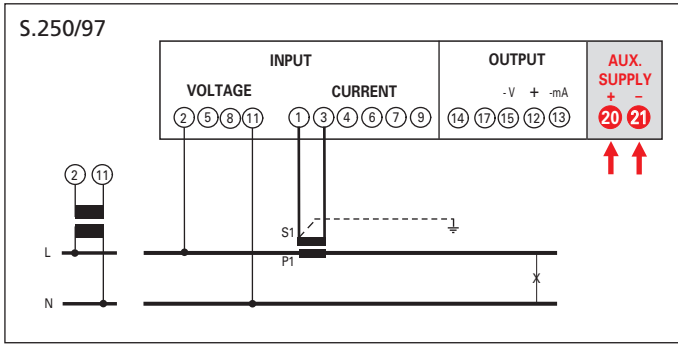 S.250/97
INPUT
OUTPUT
AUX.
SUPPLY
VOLTAGE
CURRENT
- V + -mA
+ −
2 5 8 11 1 3 4 6 7 9 14 17 15 12 13 20 21
2 11
S1
L
P1
X
N